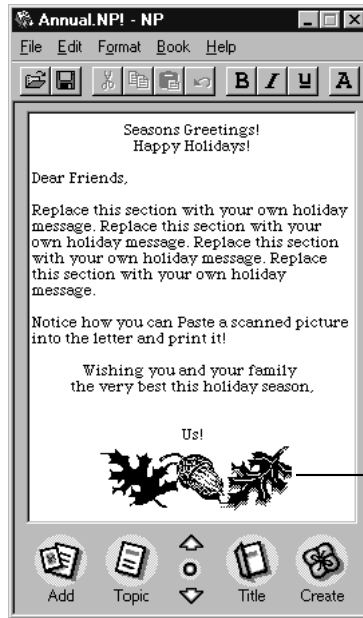 Annual.NP! - NP
File Edit Format Book Help
B I U A
Seasons Greetings!
Happy Holidays!
Dear Friends,
Replace this section with your own holiday
message. Replace this section with your
own holiday message. Replace this section
with your own holiday message. Replace
this section with your own holiday
message.
Notice how you can Paste a scanned picture
into the letter and print it!
Wishing you and your family
the very best this holiday season,
Us!
Add Topic Title Create